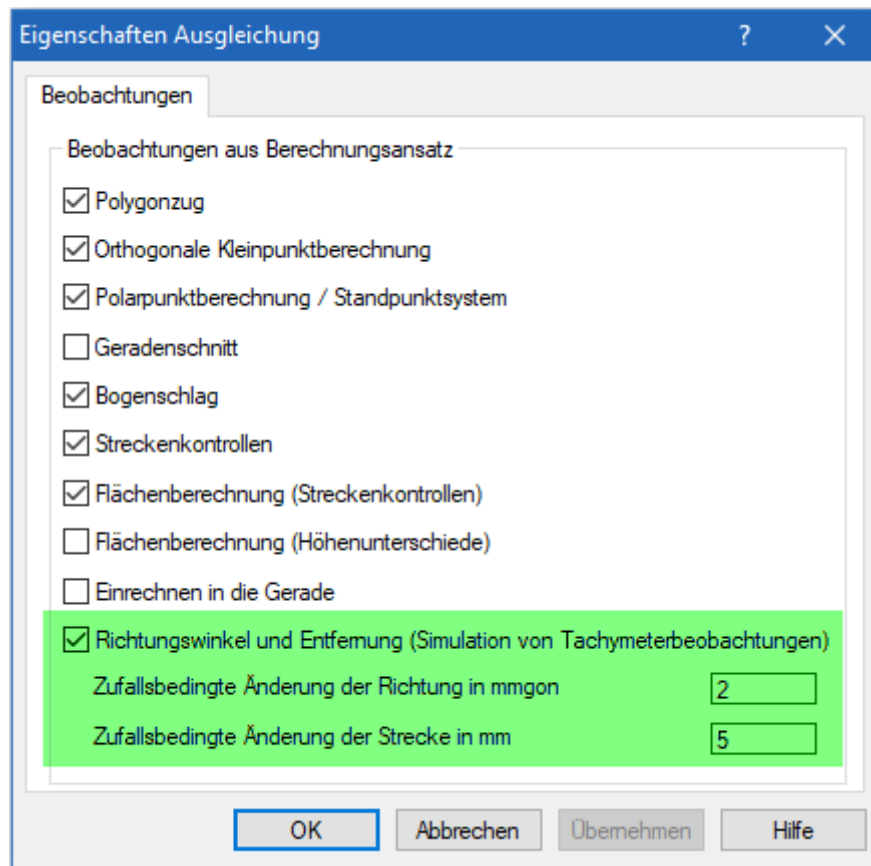 Eigenschaften Ausgleichung ?
Beobachtungen
Beobachtungen aus Berechnungsansatz
Polygonzug
Orthogonale Kleinpunktberechnung
Polarpunktberechnung / Standpunktsystem
Geradenschnitt
Bogenschlag
Streckenkontrollen
Flächenberechnung (Streckenkontrollen)
Flächenberechnung (Höhenunterschiede)
Einrechnen in die Gerade
Richtungswinkel und Entfernung (Simulation von Tachymeterbeobachtungen)
Zufallsbedingte Änderung der Richtung in mmgon 2
Zufallsbedingte Änderung der Strecke in mm 5
OK Abbrechen Übernehmen Hilfe